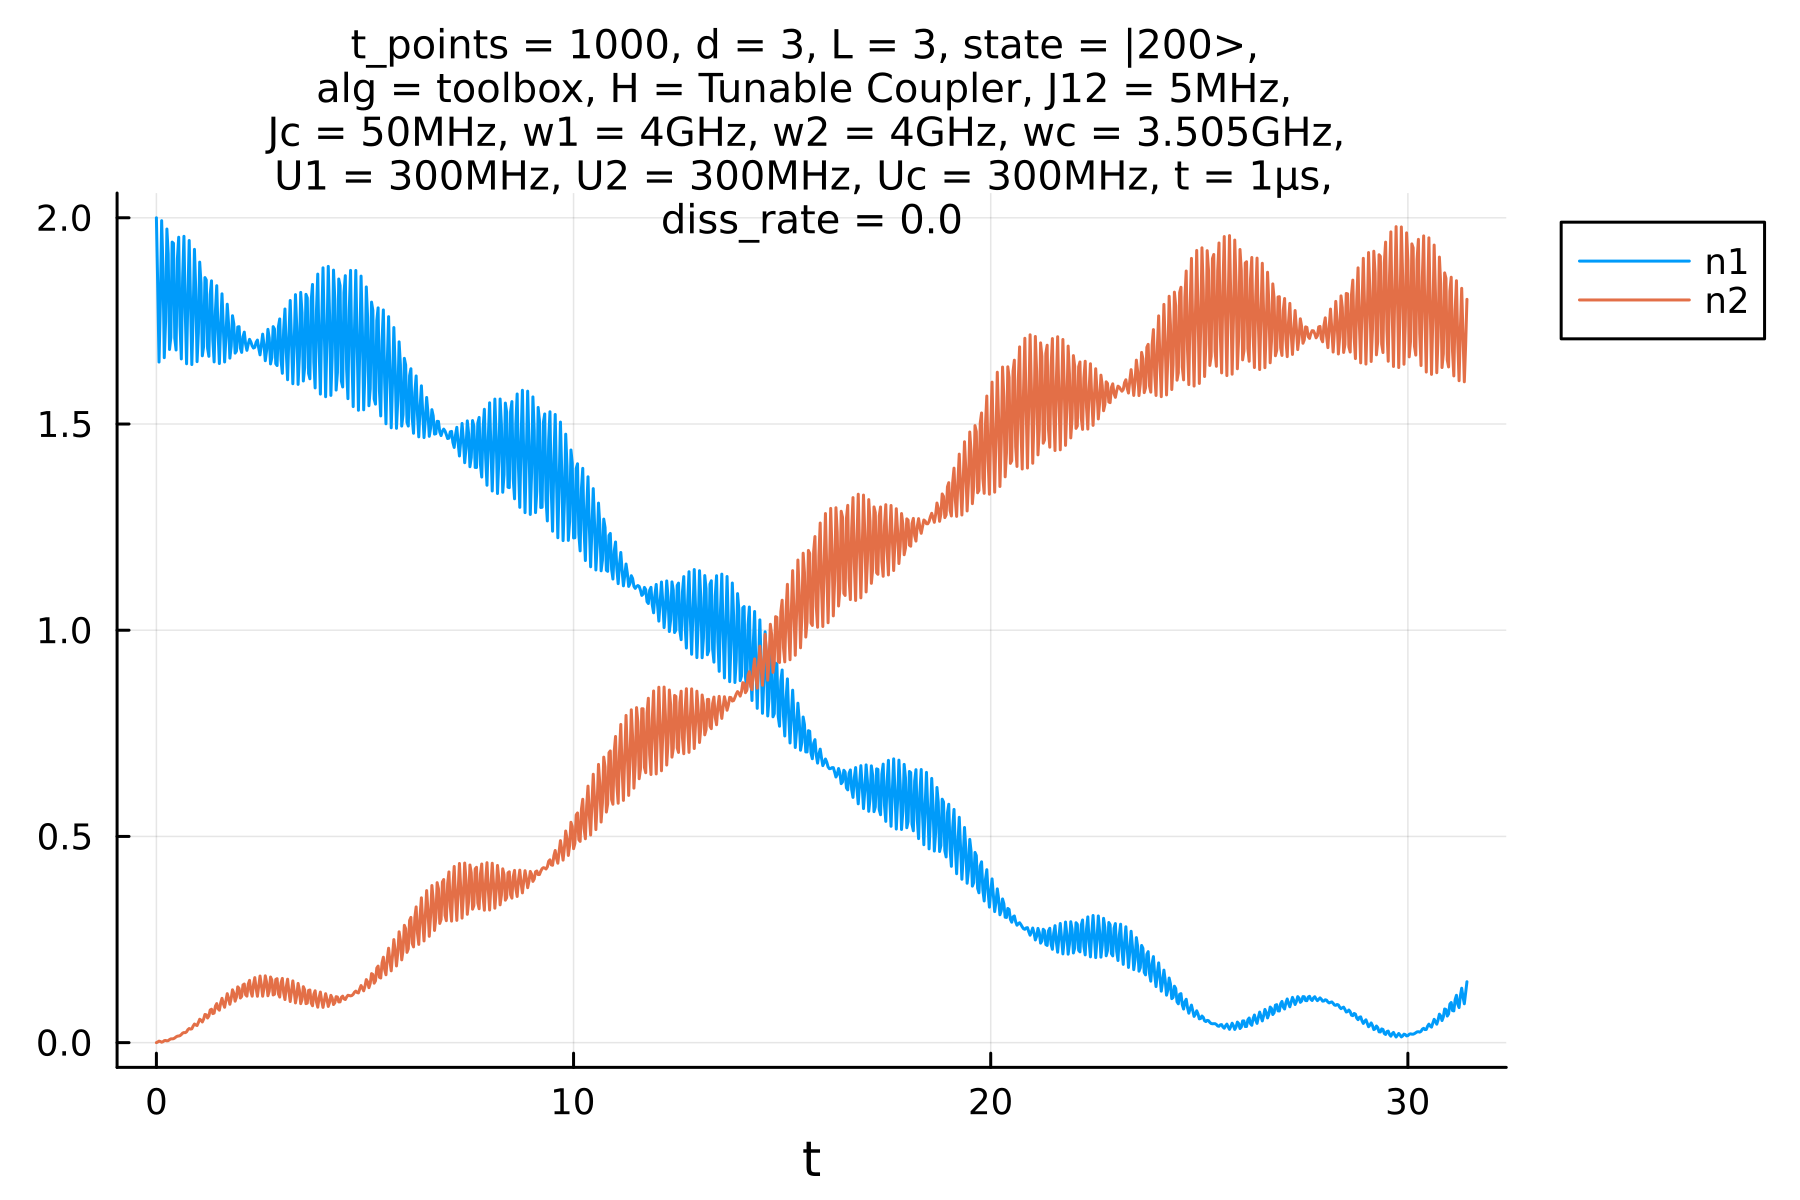 t_points = 1000, d = 3, L = 3, state = |200>,
alg = toolbox, H = Tunable Coupler, J12 = 5MHz,
Jc = 50MHz, w1 = 4GHz, w2 = 4GHz, wc = 3.505GHz,
U1 = 300MHz, U2 = 300MHz, Uc = 300MHz, t = 1μs,
diss_rate = 0.0
2.0
1.5
1.0
0.5
0.0
n1
n2
0 10 20 30
t